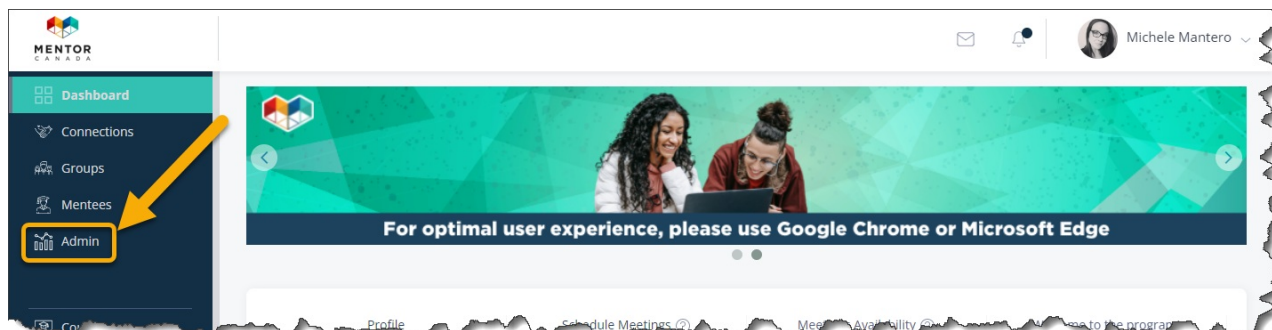 MENTOR
CANADA
Michele Mantero
Dashboard
Connections
Groups
Mentees
Admin
For optimal user experience, please use Google Chrome or Microsoft Edge
Profile
Schedule Meetings